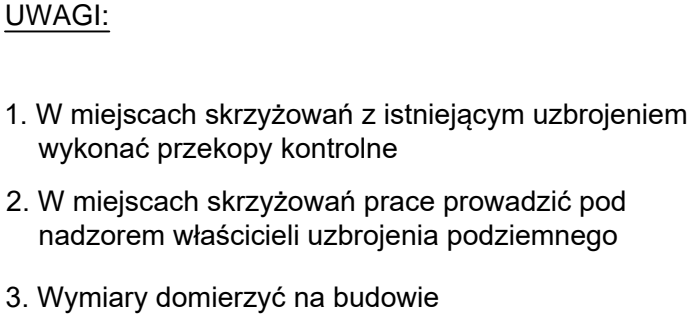 UWAGI:
1. W miejscach skrzyżowań z istniejącym uzbrojeniem
wykonać przekopy kontrolne
2. W miejscach skrzyżowań prace prowadzić pod
nadzorem właścicieli uzbrojenia podziemnego
3. Wymiary domierzyć na budowie